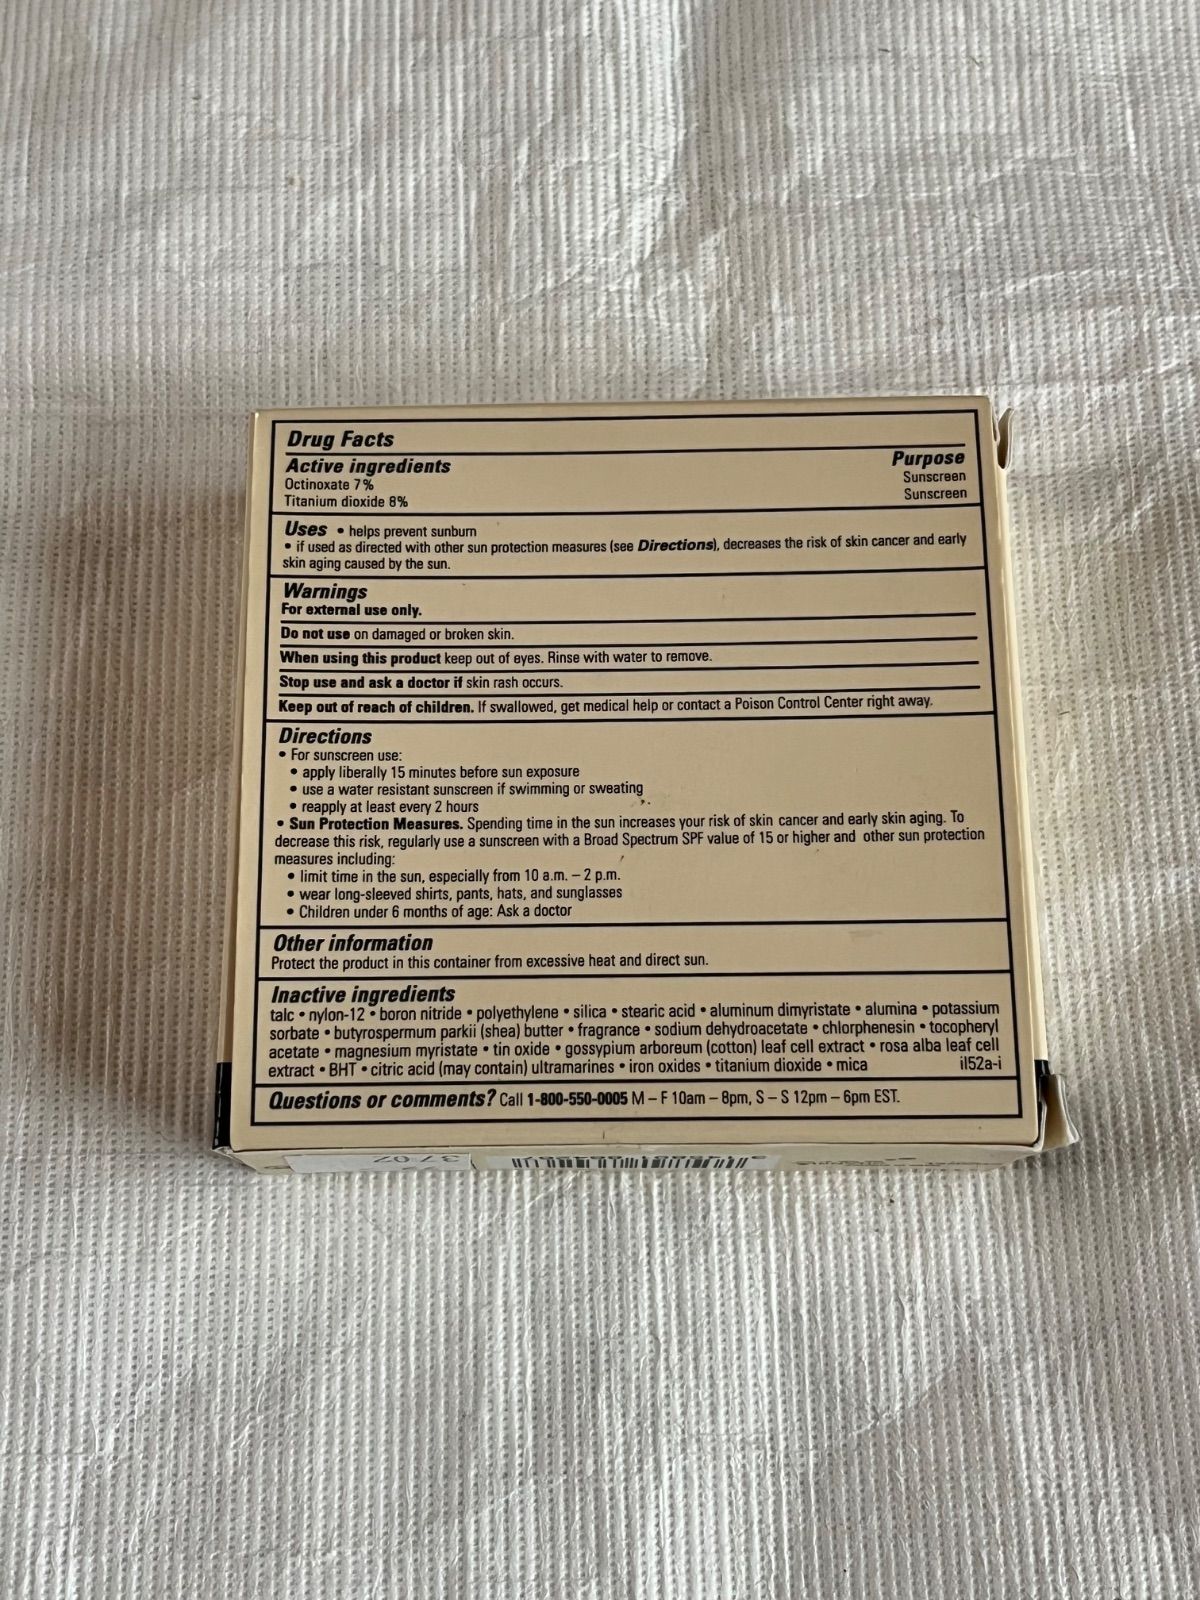 Drug Facts
Active ingredients Purpose
Octinoxate 7% Sunscreen
Titanium dioxide 8% Sunscreen
Uses • helps prevent sunburn
• if used as directed with other sun protection measures (see Directions), decreases the risk of skin cancer and early
skin aging caused by the sun.
Warnings
For external use only.
Do not use on damaged or broken skin.
When using this product keep out of eyes. Rinse with water to remove.
Stop use and ask a doctor if skin rash occurs.
Keep out of reach of children. If swallowed, get medical help or contact a Poison Control Center right away.
Directions
• For sunscreen use:
• apply liberally 15 minutes before sun exposure
• use a water resistant sunscreen if swimming or sweating
• reapply at least every 2 hours
• Sun Protection Measures. Spending time in the sun increases your risk of skin cancer and early skin aging. To
decrease this risk, regularly use a sunscreen with a Broad Spectrum SPF value of 15 or higher and other sun protection
measures including:
• limit time in the sun, especially from 10 a.m. – 2 p.m.
• wear long-sleeved shirts, pants, hats, and sunglasses
• Children under 6 months of age: Ask a doctor
Other information
Protect the product in this container from excessive heat and direct sun.
Inactive ingredients
talc • nylon-12 • boron nitride • polyethylene • silica • stearic acid • aluminum dimyristate • alumina • potassium
sorbate • butyrospermum parkii (shea) butter • fragrance • sodium dehydroacetate • chlorphenesin • tocopheryl
acetate • magnesium myristate • tin oxide • gossypium arboreum (cotton) leaf cell extract • rosa alba leaf cell
extract • BHT • citric acid (may contain) ultramarines • iron oxides • titanium dioxide • mica il52a-i
Questions or comments? Call 1-800-550-0005 M – F 10am – 8pm, S – S 12pm – 6pm EST.